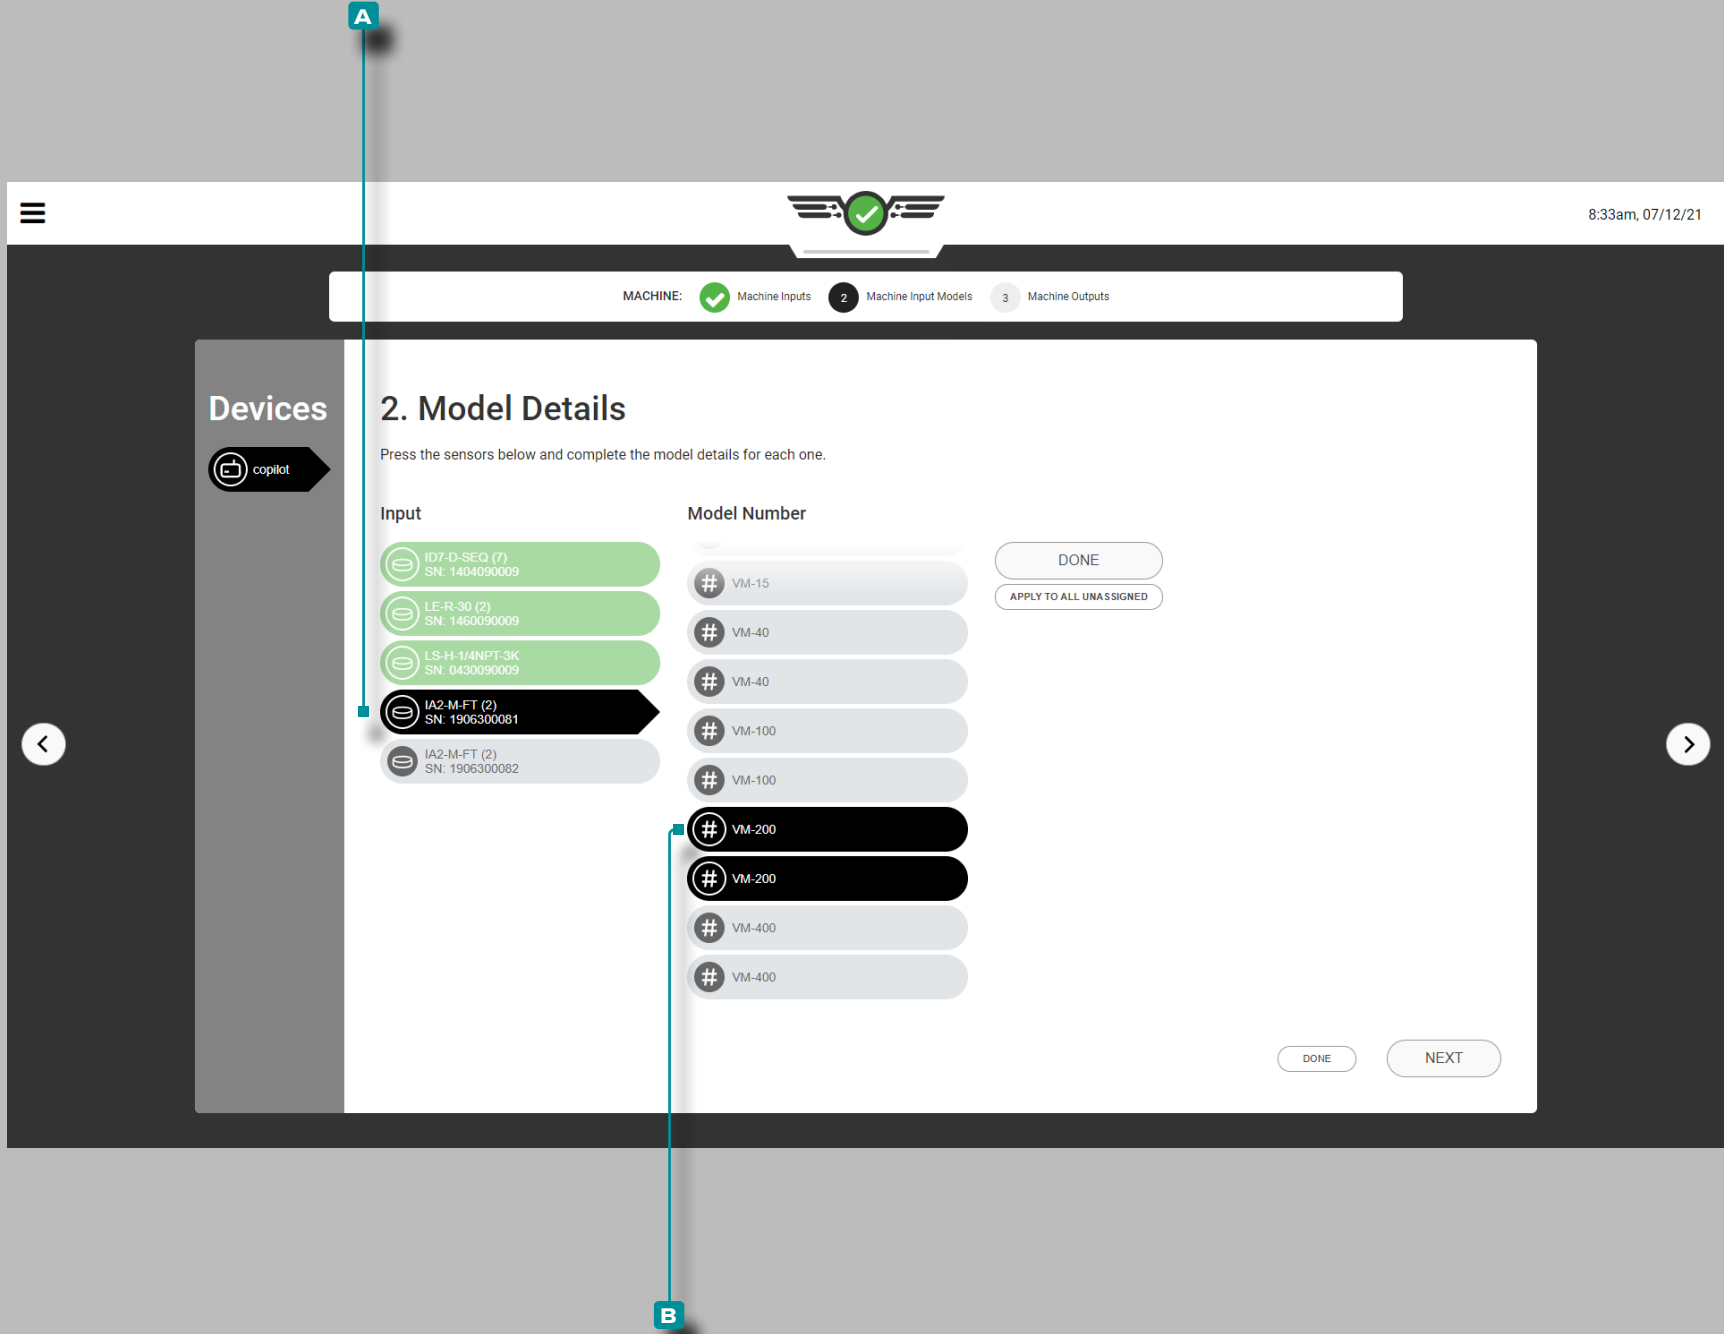 A
8:33am, 07/12/21
MACHINE: Machine Inputs 2 Machine Input Models 3 Machine Outputs
Devices
copilot
2. Model Details
Press the sensors below and complete the model details for each one.
Input
ID7-D-SEQ (7)
SN: 1404090009
LE-R-30 (2)
SN: 1460090009
LS-H-1/4NPT-3K
SN: 0430090009
IA2-M-FT (2)
SN: 1906300081
IA2-M-FT (2)
SN: 1906300082
Model Number
# VM-15
# VM-40
# VM-40
# VM-100
# VM-100
# VM-200
# VM-200
# VM-400
# VM-400
DONE
APPLY TO ALL UNASSIGNED
DONE
NEXT
B